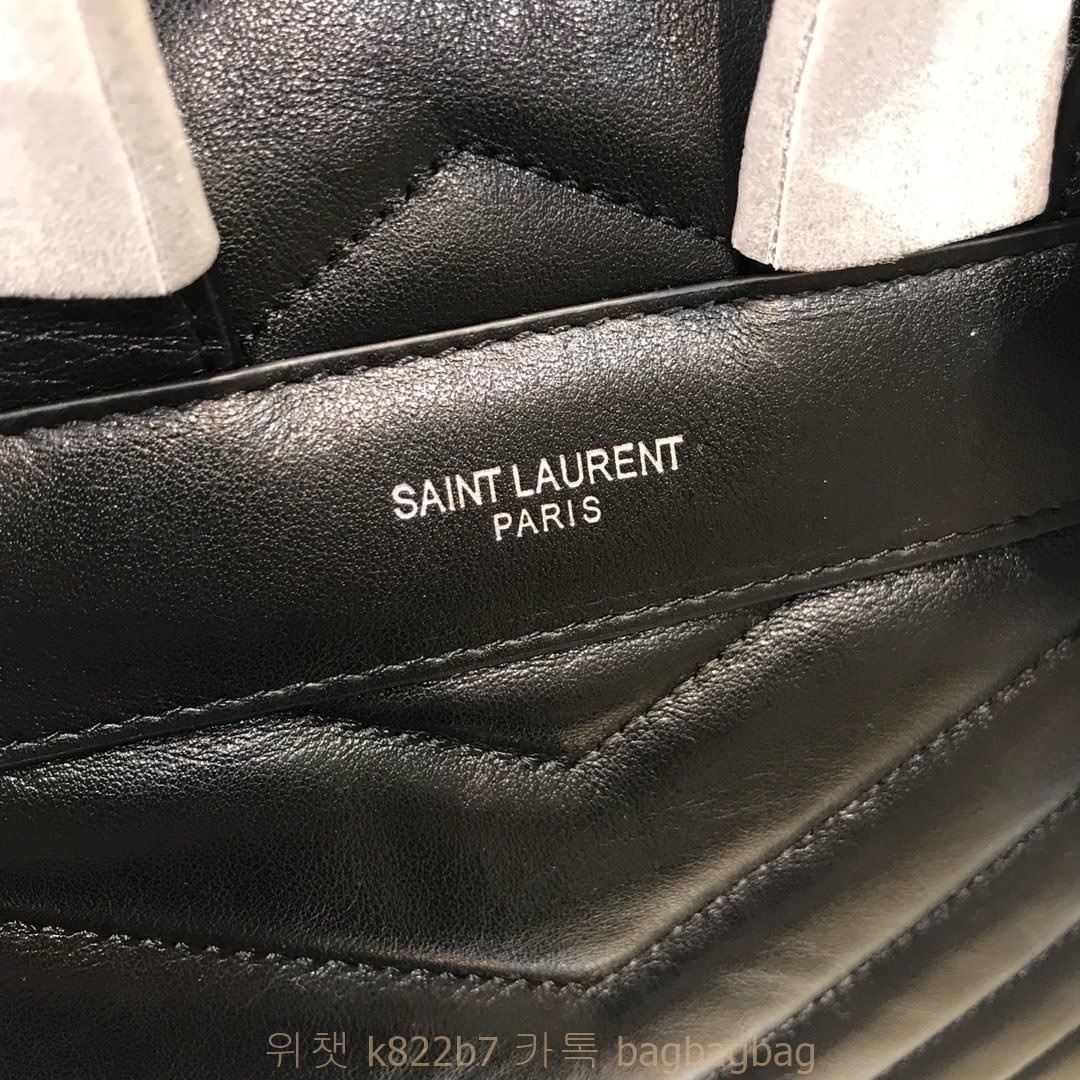 SAINT LAURENT
PARIS
위챗 k822b7 카톡 bagbagbag